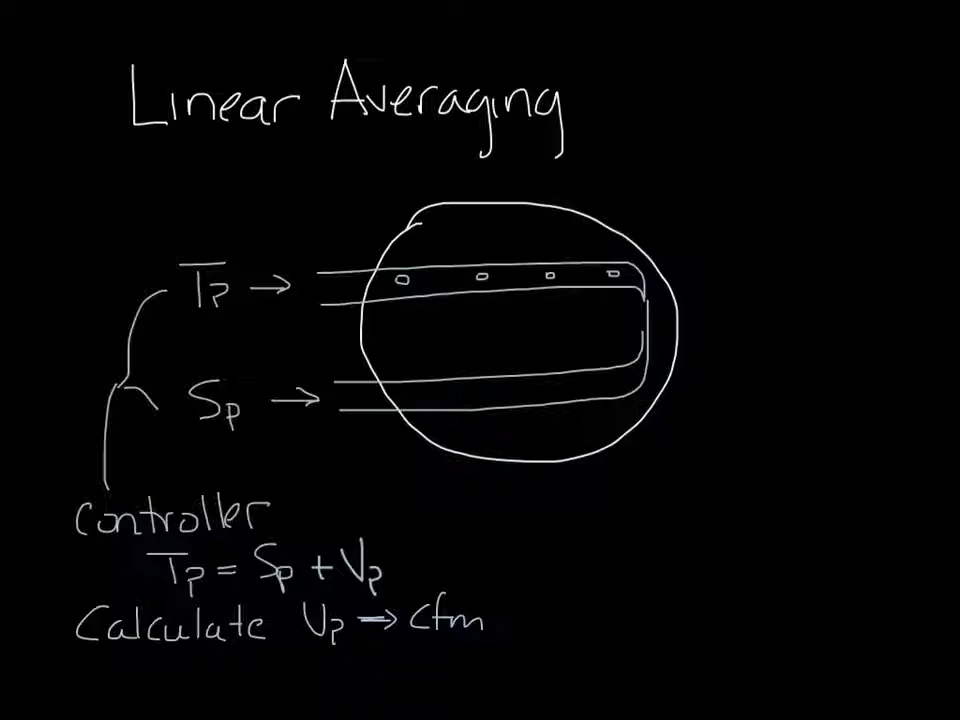 Linear Averaging
Tp →
Sp →
Controller
Tp = Sp + Vp
Calculate Vp → cfm